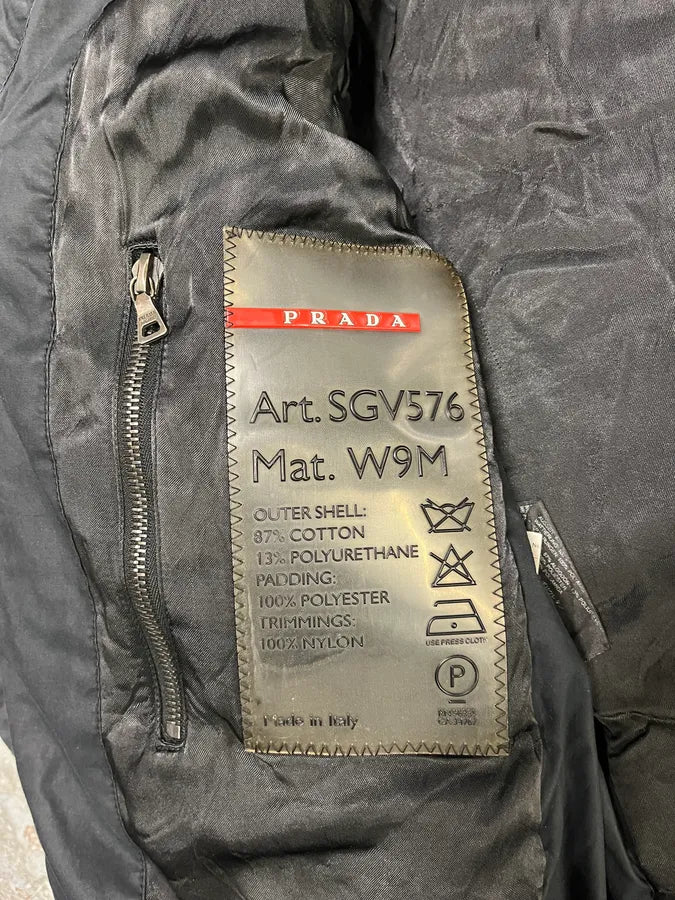 PRADA
Art. SGV576
Mat. W9M
OUTER SHELL:
87% COTTON
13% POLYURETHANE
PADDING:
100% POLYESTER
TRIMMINGS:
100% NYLON
USE PRESS CLOTH
P
Made in Italy